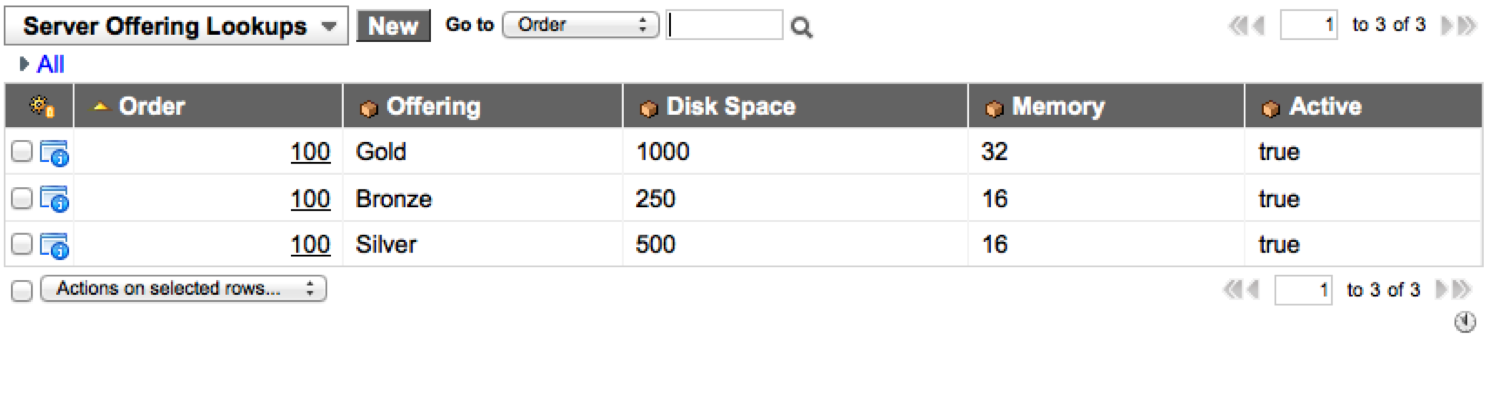 Server Offering Lookups New Go to Order 1 to 3 of 3
All
Order Offering Disk Space Memory Active
100 Gold 1000 32 true
100 Bronze 250 16 true
100 Silver 500 16 true
Actions on selected rows... 1 to 3 of 3